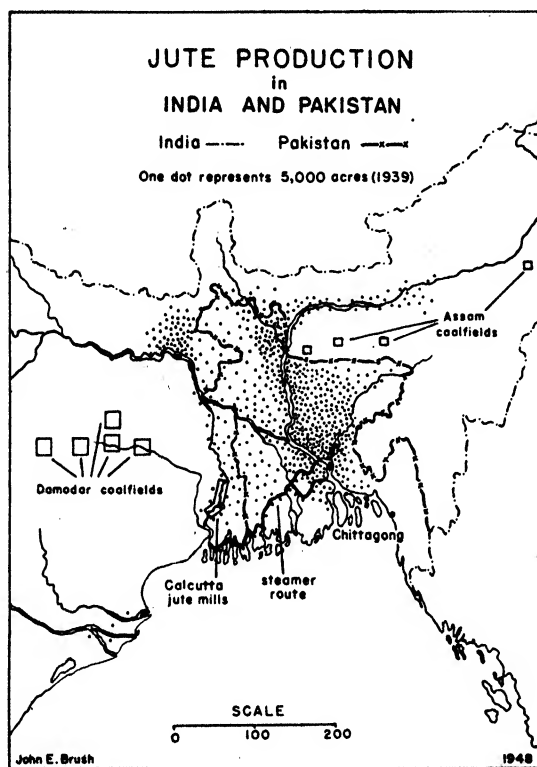 JUTE PRODUCTION
in
INDIA AND PAKISTAN
India Pakistan
One dot represents 5,000 acres (1939)
Assam
coalfields
Damodar coalfields
Chittagong
Calcutta
jute mills
steamer
route
SCALE
0 100 200
John E. Brush
1948